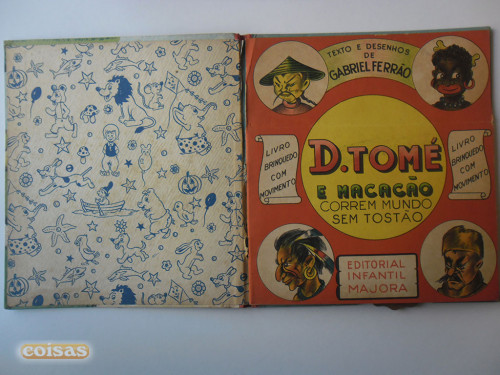 TEXTO E DESENHOS
DE
GABRIEL FERRÃO
LIVRO
BRINQUEDO
COM
MOVIMENTO
D. TOMÉ
E MACACÃO
CORREM MUNDO
SEM TOSTÃO
LIVRO
BRINQUEDO
COM
MOVIMENTO
EDITORIAL
INFANTIL
MAJORA
coisas